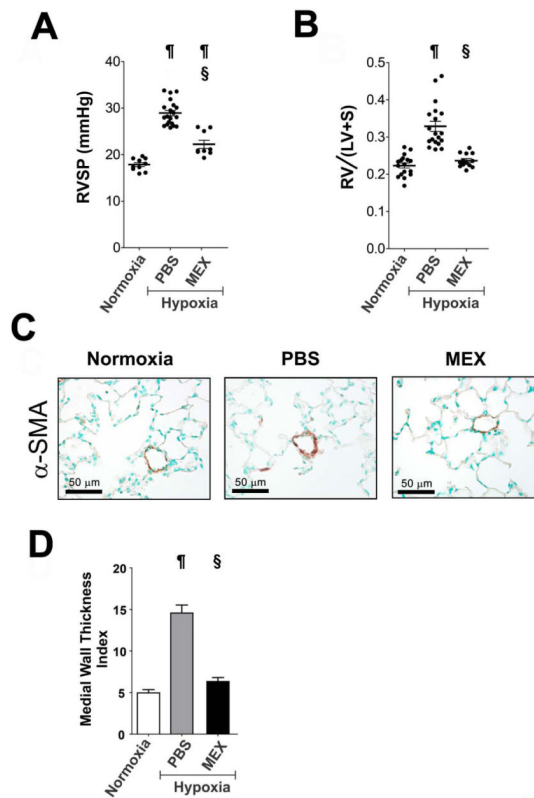 A
¶
¶
§
RVSP (mmHg)
40
30
20
10
0
Normoxia
PBS
MEX
Hypoxia
B
¶
§
RV/(LV+S)
0.5
0.4
0.3
0.2
0.1
0.0
Normoxia
PBS
MEX
Hypoxia
C
Normoxia
PBS
MEX
α-SMA
50 μm
50 μm
50 μm
D
¶
§
Medial Wall Thickness
Index
20
15
10
5
0
Normoxia
PBS
MEX
Hypoxia